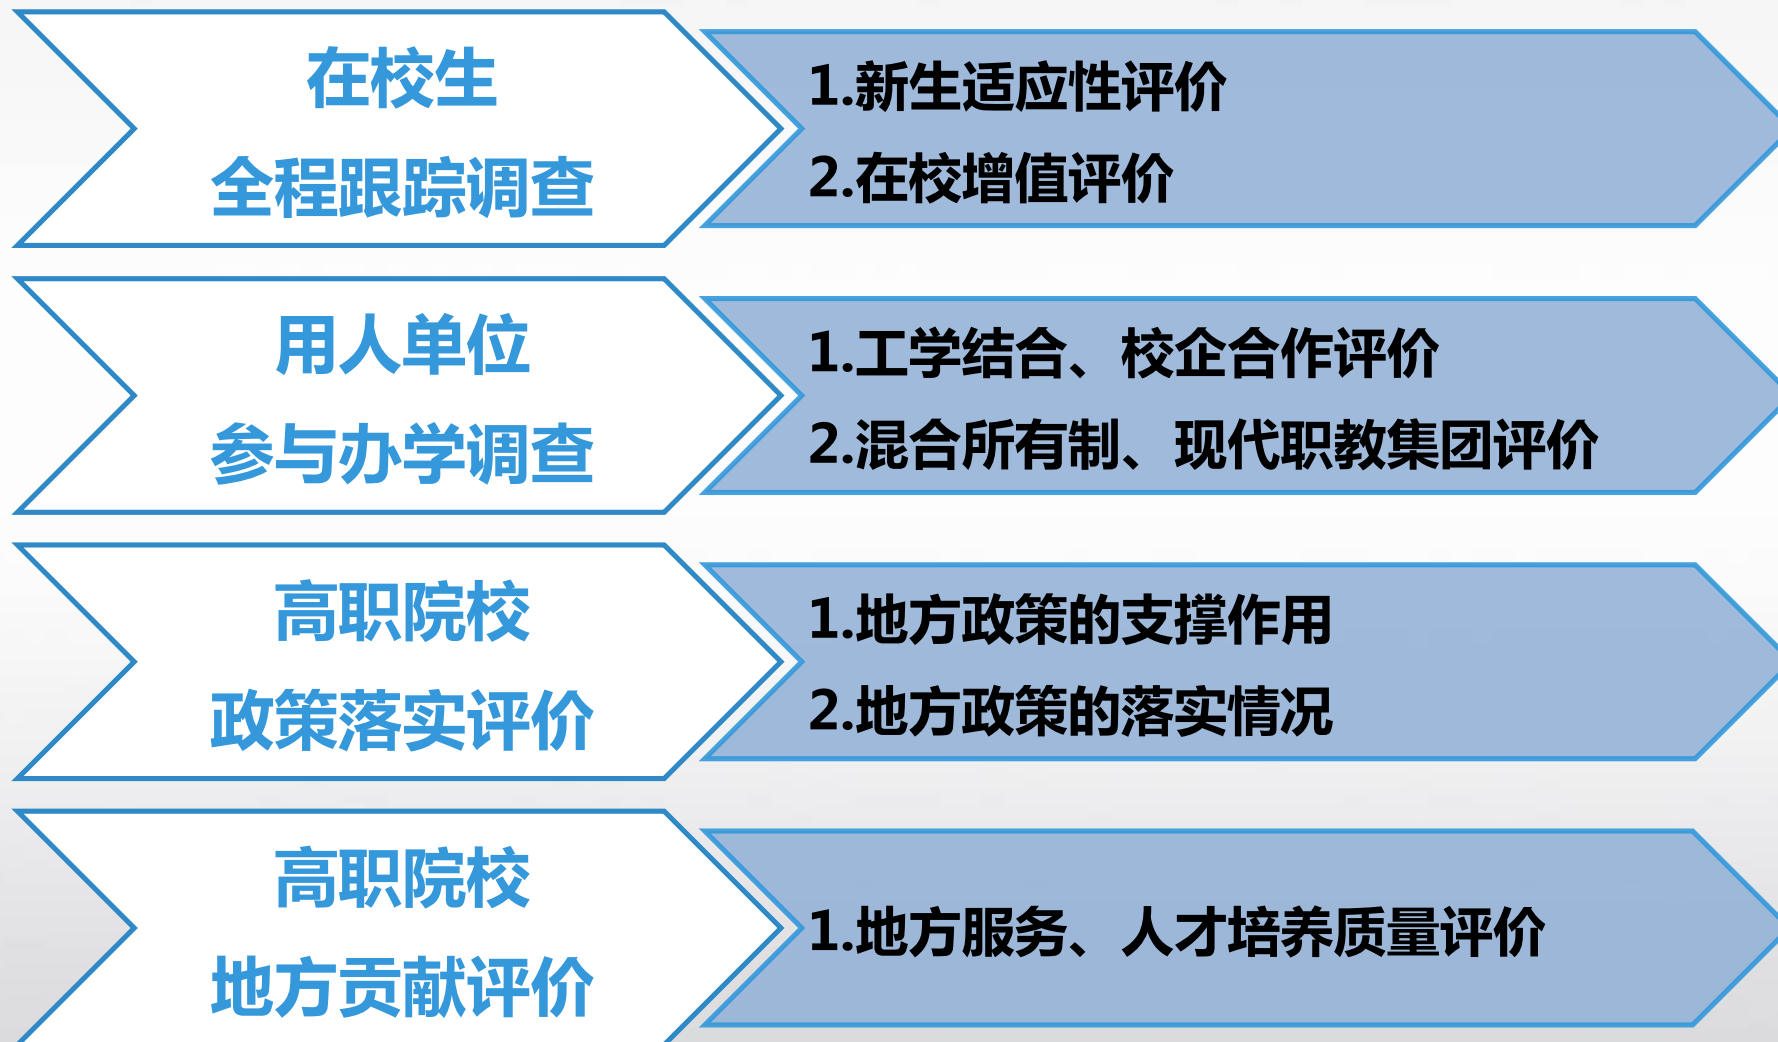 在校生
全程跟踪调查
1.新生适应性评价
2.在校增值评价
用人单位
参与办学调查
1.工学结合、校企合作评价
2.混合所有制、现代职教集团评价
高职院校
政策落实评价
1.地方政策的支撑作用
2.地方政策的落实情况
高职院校
地方贡献评价
1.地方服务、人才培养质量评价